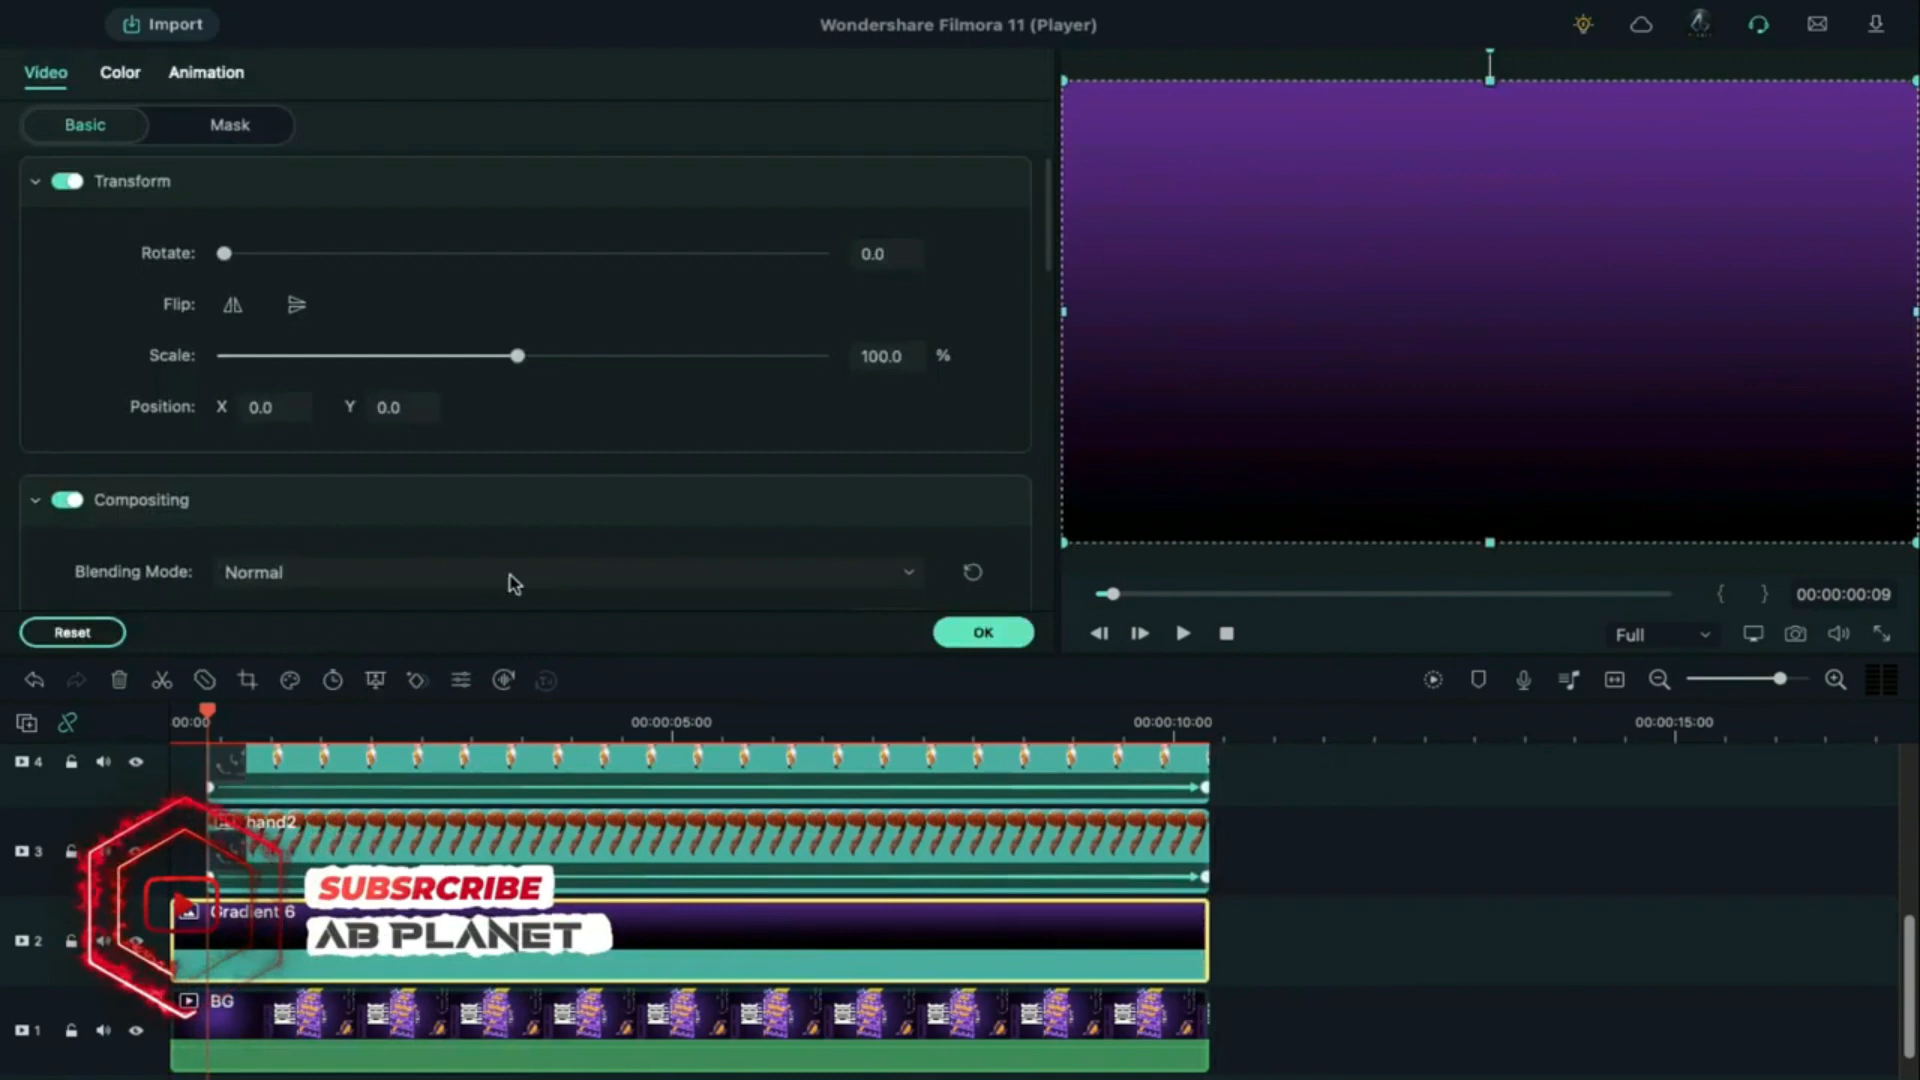 Import
Wondershare Filmora 11 (Player)
Video Color Animation
Basic Mask
Transform
Rotate: 0.0
Flip:
Scale: 100.0 %
Position: X 0.0 Y 0.0
Compositing
Blending Mode: Normal
Reset OK
{ } 00:00:00:09
Full
00:00 00:00:05:00 00:00:10:00 00:00:15:00
4
hand2
3
SUBSRCRIBE
Gradient 6
AB PLANET
2
BG
1